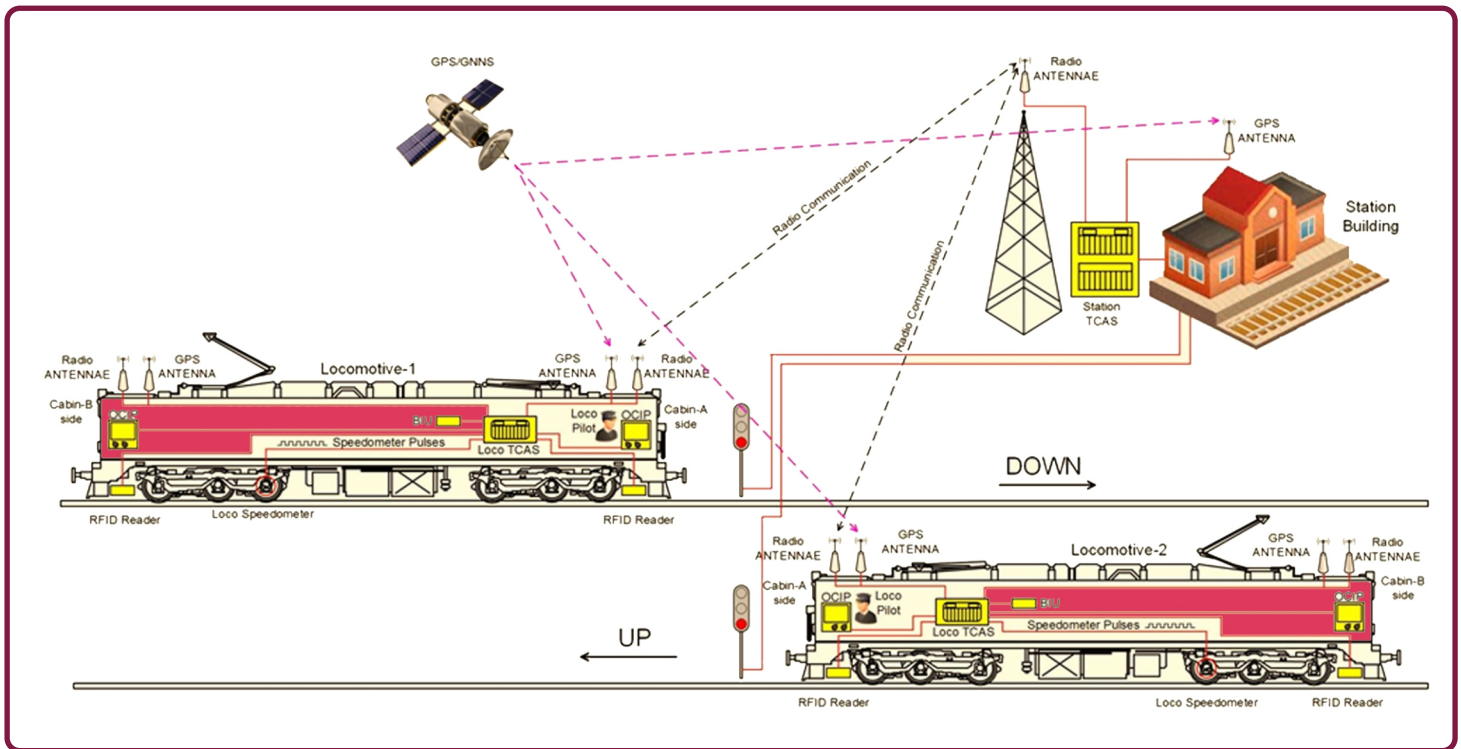 GPS/GNNS
Radio
ANTENNAE
GPS
ANTENNA
Radio Communication
Radio Communication
Station
Building
Station
TCAS
Radio
ANTENNAE
GPS
ANTENNA
Locomotive-1
GPS
ANTENNA
Radio
ANTENNAE
Cabin-B
side
OCIP
BIU
Loco
Pilot
OCIP
Cabin-A
side
Speedometer Pulses
Loco TCAS
RFID Reader
Loco Speedometer
RFID Reader
DOWN
Radio
ANTENNAE
GPS
ANTENNA
Locomotive-2
GPS
ANTENNA
Radio
ANTENNAE
Cabin-A
side
OCIP
Loco
Pilot
BIU
OCIP
Cabin-B
side
Loco TCAS
Speedometer Pulses
UP
RFID Reader
Loco Speedometer
RFID Reader